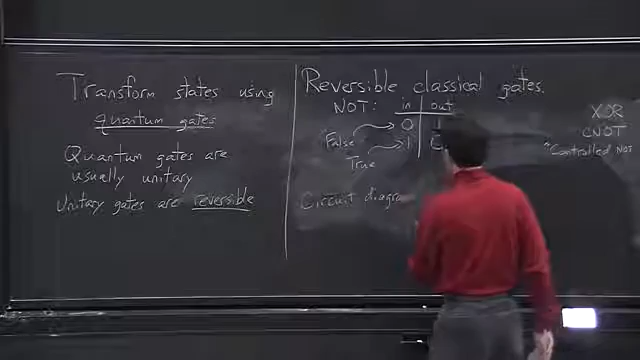 Transform states using
quantum gates
Quantum gates are
usually unitary
Unitary gates are reversible
Reversible classical gates.
NOT: in out
0 1
False
1
True
Circuit
XOR
CNOT
"Controlled NOT